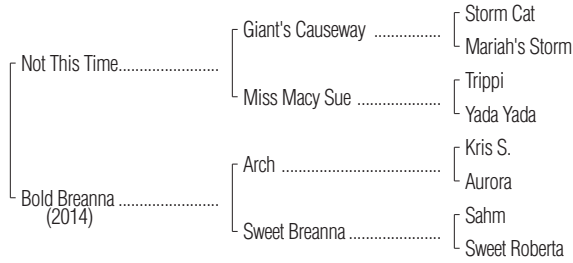 Storm Cat
Giant's Causeway ..................
Mariah's Storm
Not This Time.......................
Trippi
Miss Macy Sue ...................
Yada Yada
Kris S.
Arch .....................................
Aurora
Bold Breanna .......................
(2014)
Sahm
Sweet Breanna .....................
Sweet Roberta